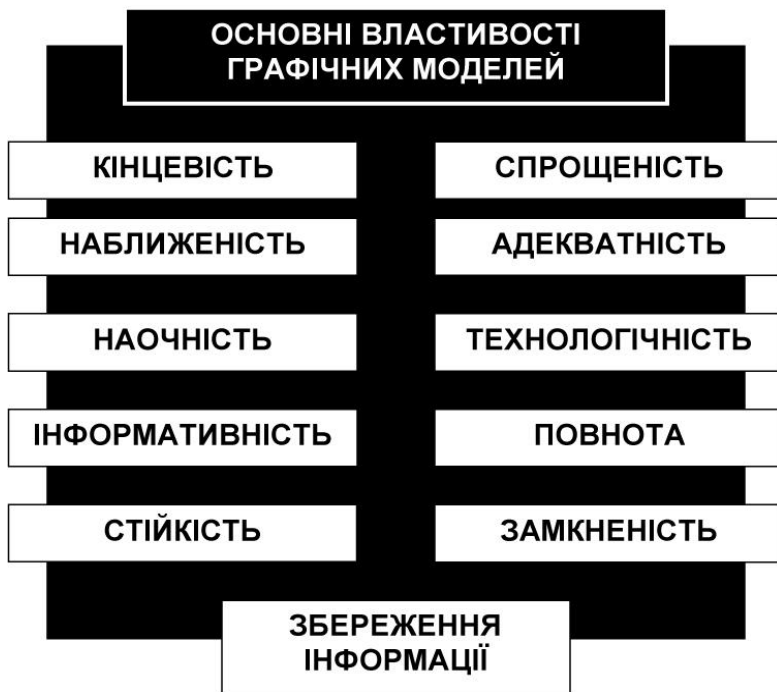 ОСНОВНІ ВЛАСТИВОСТІ
ГРАФІЧНИХ МОДЕЛЕЙ
КІНЦЕВІСТЬ
СПРОЩЕНІСТЬ
НАБЛИЖЕНІСТЬ
АДЕКВАТНІСТЬ
НАОЧНІСТЬ
ТЕХНОЛОГІЧНІСТЬ
ІНФОРМАТИВНІСТЬ
ПОВНОТА
СТІЙКІСТЬ
ЗАМКНЕНІСТЬ
ЗБЕРЕЖЕННЯ
ІНФОРМАЦІЇ